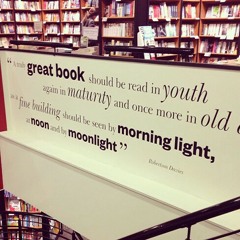 “A truly great book should be read in youth
again in maturity and once more in old
as a fine building should be seen by morning light,
at noon and by moonlight”
Robertson Davies